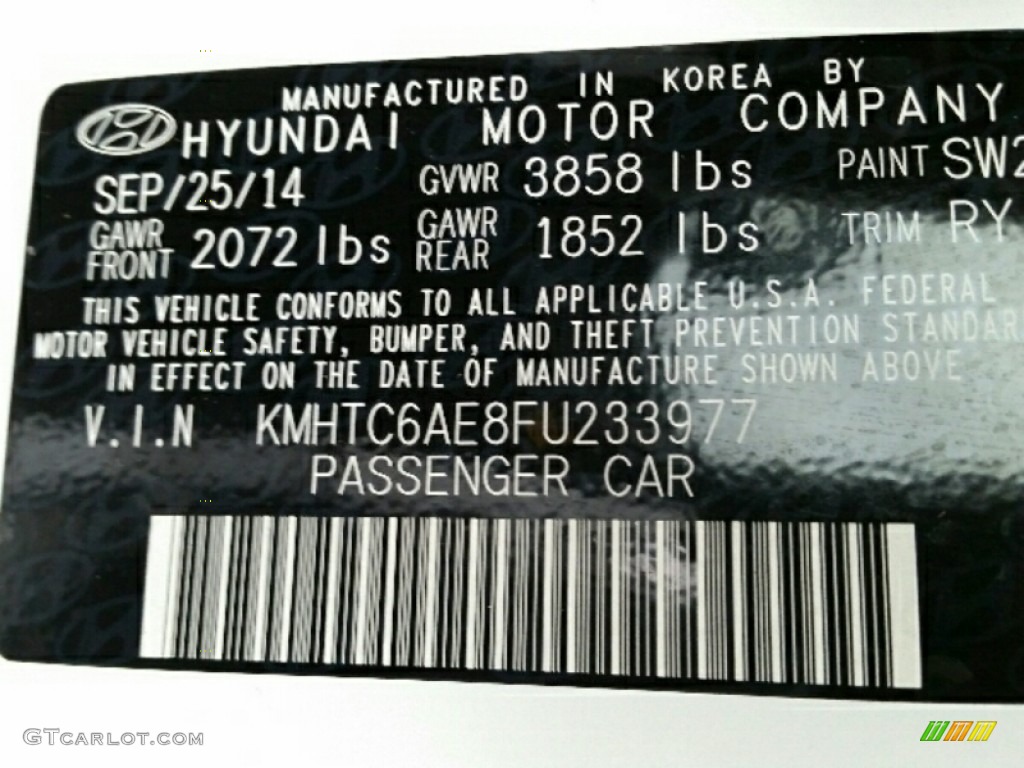 MANUFACTURED IN KOREA BY
HYUNDAI MOTOR COMPANY
SEP/25/14 GVWR 3858 lbs PAINT SW2
GAWR FRONT 2072 lbs GAWR REAR 1852 lbs TRIM RY
THIS VEHICLE CONFORMS TO ALL APPLICABLE U.S.A. FEDERAL
MOTOR VEHICLE SAFETY, BUMPER, AND THEFT PREVENTION STANDAR
IN EFFECT ON THE DATE OF MANUFACTURE SHOWN ABOVE
V.I.N KMHTC6AE8FU233977
PASSENGER CAR
GTCARLOT.COM